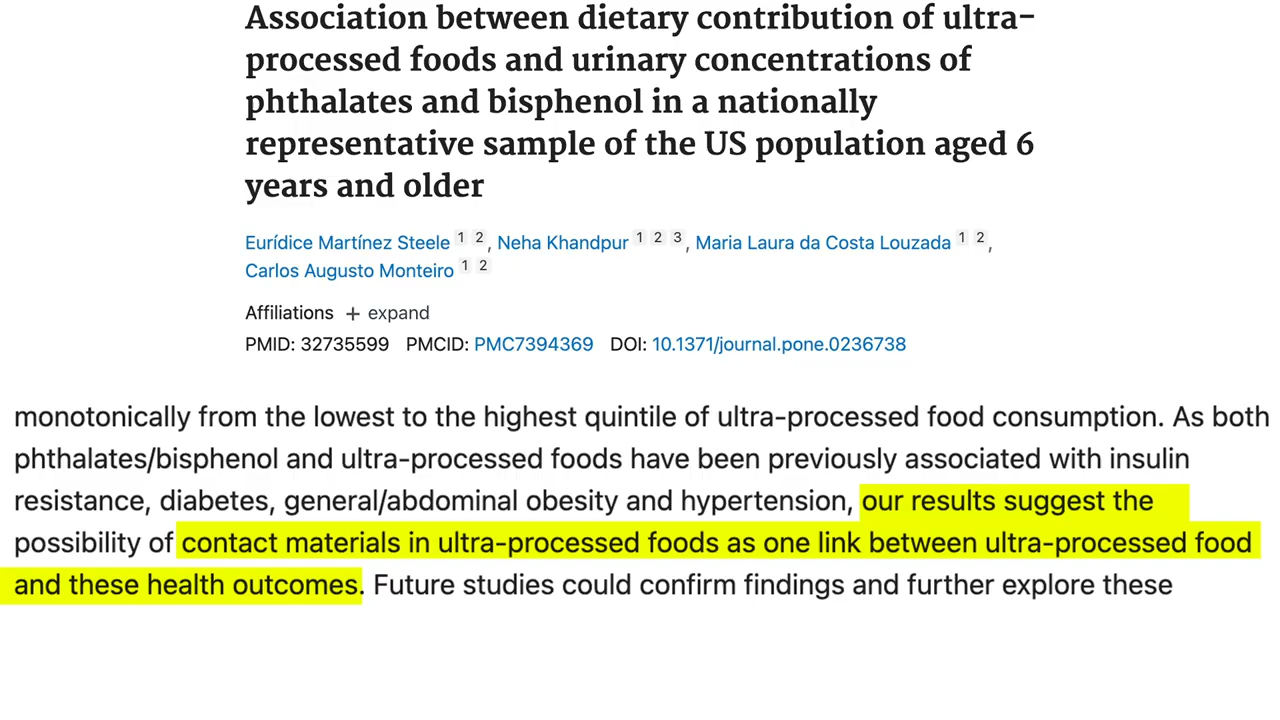 Association between dietary contribution of ultra-
processed foods and urinary concentrations of
phthalates and bisphenol in a nationally
representative sample of the US population aged 6
years and older
Eurídice Martínez Steele 1 2, Neha Khandpur 1 2 3, Maria Laura da Costa Louzada 1 2,
Carlos Augusto Monteiro 1 2
Affiliations + expand
PMID: 32735599 PMCID: PMC7394369 DOI: 10.1371/journal.pone.0236738
monotonically from the lowest to the highest quintile of ultra-processed food consumption. As both
phthalates/bisphenol and ultra-processed foods have been previously associated with insulin
resistance, diabetes, general/abdominal obesity and hypertension, our results suggest the
possibility of contact materials in ultra-processed foods as one link between ultra-processed food
and these health outcomes. Future studies could confirm findings and further explore these